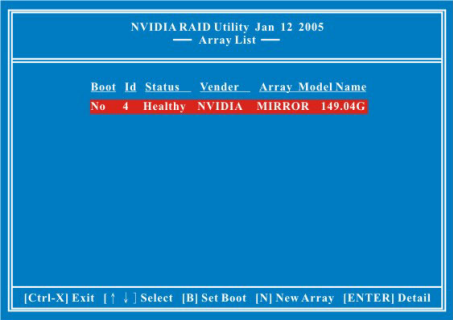 NVIDIA RAID Utility Jan 12 2005
Array List
Boot Id Status Vender Array Model Name
No 4 Healthy NVIDIA MIRROR 149.04G
[Ctrl-X] Exit [↑ ↓] Select [B] Set Boot [N] New Array [ENTER] Detail